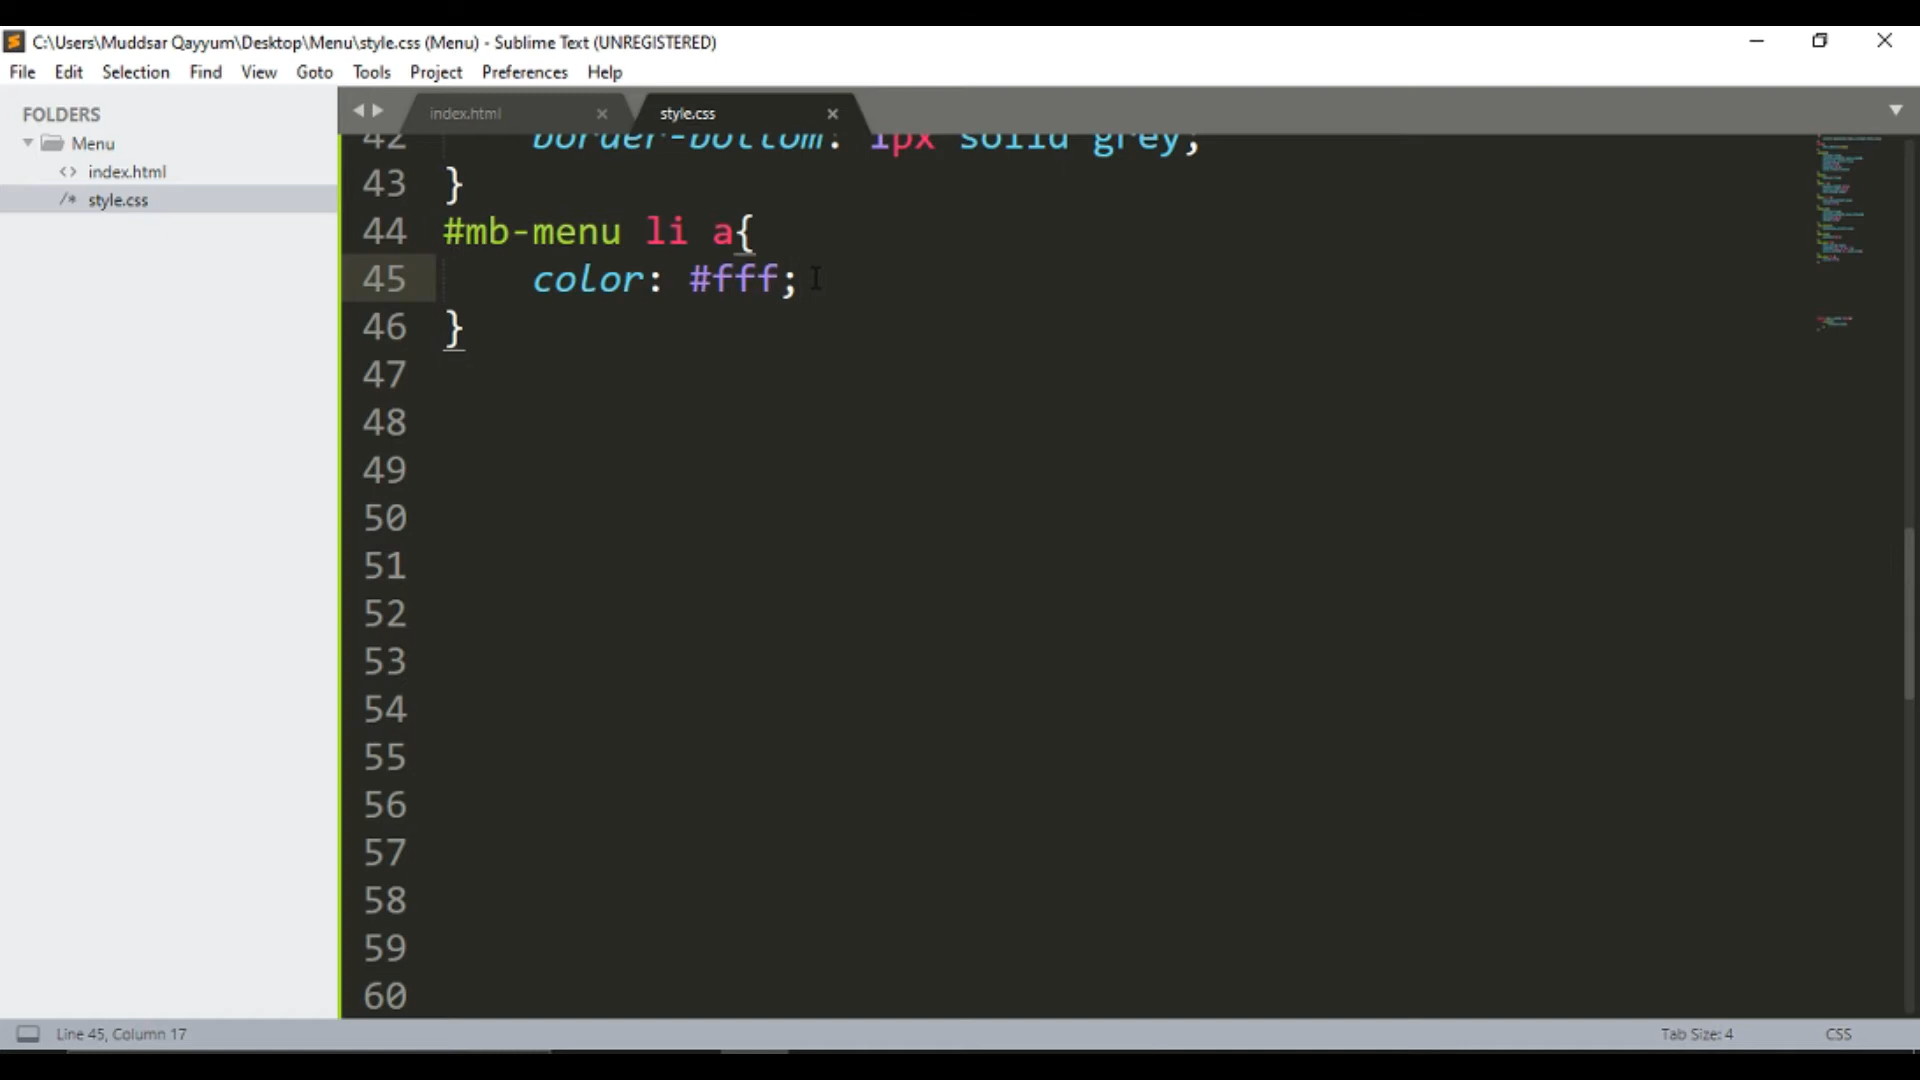 C:\Users\Muddsar Qayyum\Desktop\Menu\style.css (Menu) - Sublime Text (UNREGISTERED)
File Edit Selection Find View Goto Tools Project Preferences Help
FOLDERS
Menu
<> index.html
/* style.css
index.html style.css
42 border-bottom: 1px solid grey;
43 }
44 #mb-menu li a{
45 color: #fff;
46 }
47
48
49
50
51
52
53
54
55
56
57
58
59
60
Line 45, Column 17 Tab Size: 4 CSS